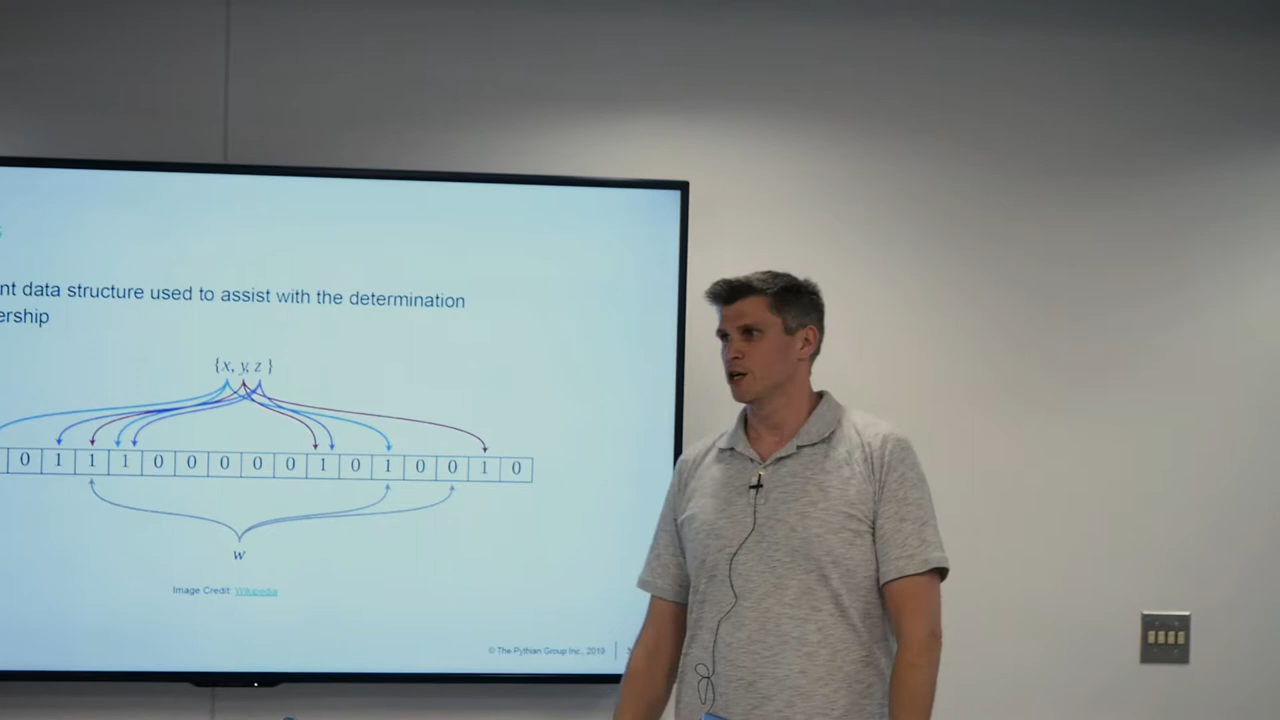 nt data structure used to assist with the determination
ership
{x, y, z }
0 1 1 1 0 0 0 0 0 1 0 1 0 0 1 0
w
Image Credit: Wikipedia
© The Pythian Group Inc., 2019